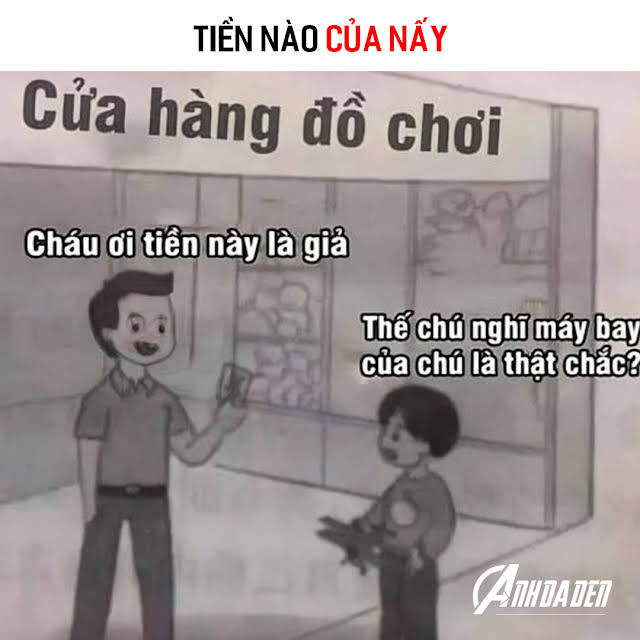 TIỀN NÀO CỦA NẤY
Cửa hàng đồ chơi
Cháu ơi tiền này là giả
Thế chú nghĩ máy bay
của chú là thật chắc?
ANHDADEN